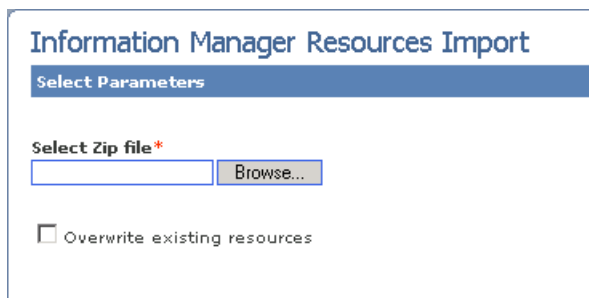 Information Manager Resources Import
Select Parameters
Select Zip file*
Browse...
Overwrite existing resources